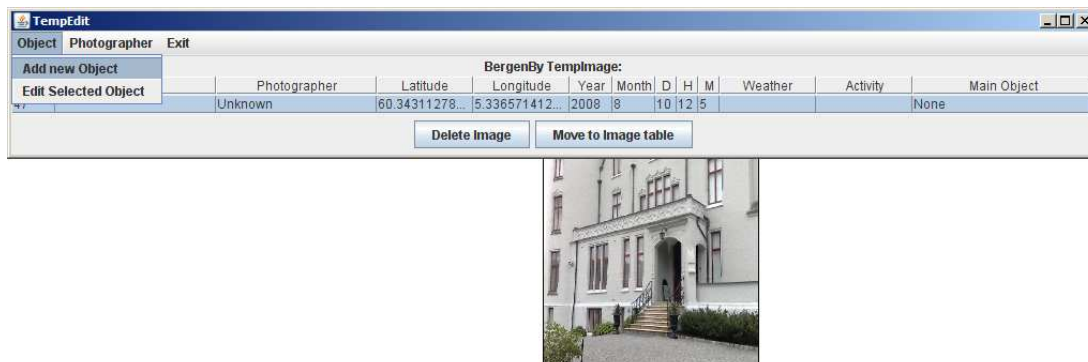 TempEdit
Object Photographer Exit
Add new Object
Edit Selected Object
BergenBy TempImage:
Photographer Latitude Longitude Year Month D H M Weather Activity Main Object
47 Unknown 60.34311278... 5.336571412... 2008 8 10 12 5 None
Delete Image Move to Image table